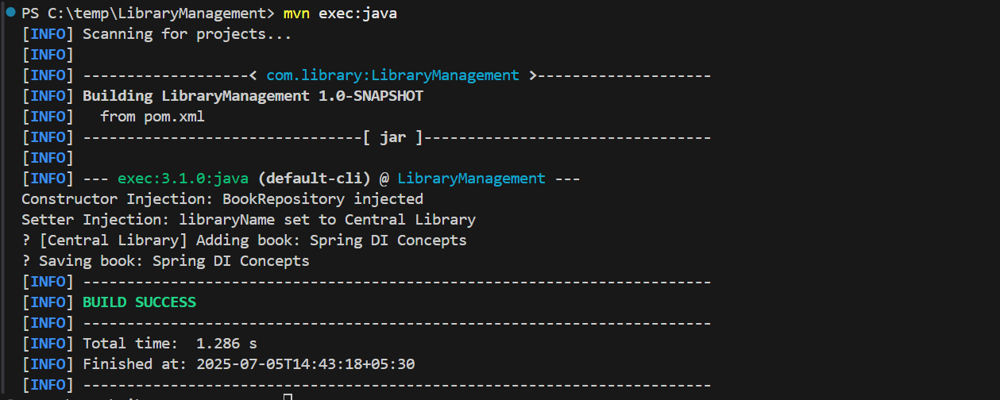 PS C:\temp\LibraryManagement> mvn exec:java
[INFO] Scanning for projects...
[INFO]
[INFO] -------------------< com.library:LibraryManagement >--------------------
[INFO] Building LibraryManagement 1.0-SNAPSHOT
[INFO]   from pom.xml
[INFO] --------------------------------[ jar ]---------------------------------
[INFO]
[INFO] --- exec:3.1.0:java (default-cli) @ LibraryManagement ---
Constructor Injection: BookRepository injected
Setter Injection: libraryName set to Central Library
? [Central Library] Adding book: Spring DI Concepts
? Saving book: Spring DI Concepts
[INFO] ------------------------------------------------------------------------
[INFO] BUILD SUCCESS
[INFO] ------------------------------------------------------------------------
[INFO] Total time:  1.286 s
[INFO] Finished at: 2025-07-05T14:43:18+05:30
[INFO] ------------------------------------------------------------------------